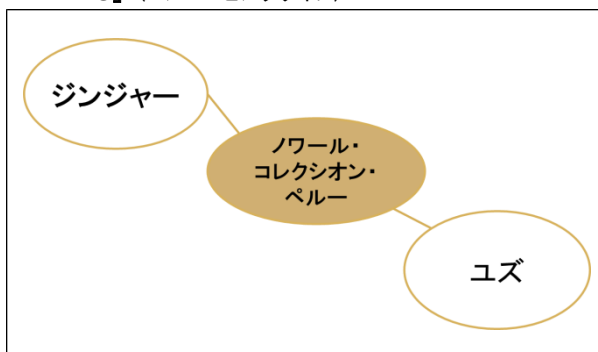 ジンジャー
ノワール・
コレクシオン・
ペルー
ユズ